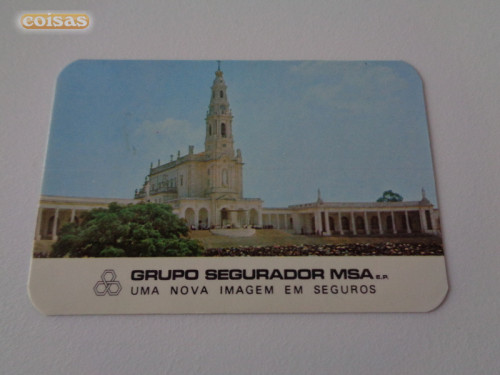 coisas
GRUPO SEGURADOR MSA E.P.
UMA NOVA IMAGEM EM SEGUROS